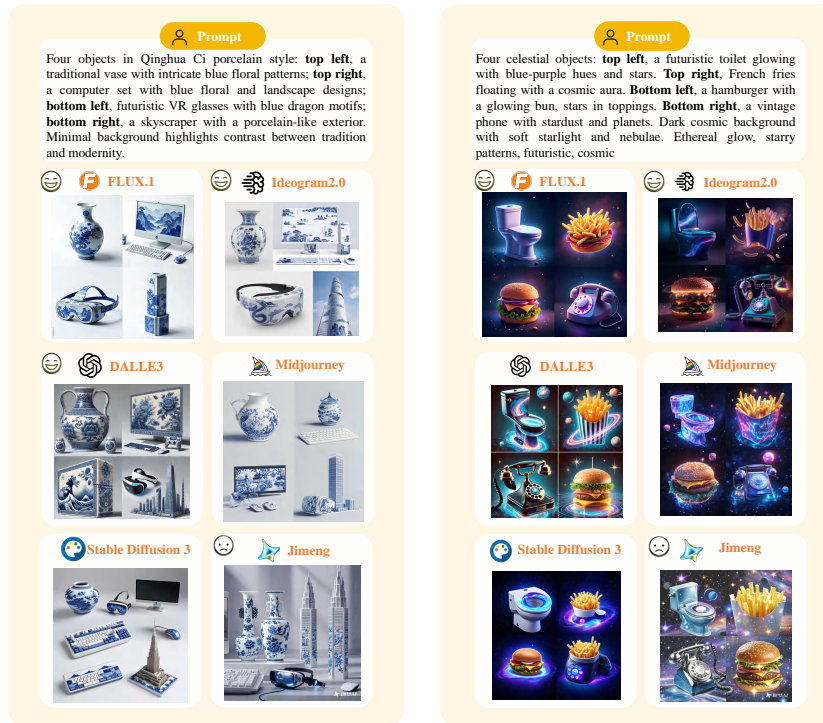 Prompt
Four objects in Qinghua Ci porcelain style: top left, a
traditional vase with intricate blue floral patterns; top right,
a computer set with blue floral and landscape designs;
bottom left, futuristic VR glasses with blue dragon motifs;
bottom right, a skyscraper with a porcelain-like exterior.
Minimal background highlights contrast between tradition
and modernity.
FLUX.1
Ideogram2.0
DALLE3
Midjourney
Stable Diffusion 3
Jimeng
Prompt
Four celestial objects: top left, a futuristic toilet glowing
with blue-purple hues and stars. Top right, French fries
floating with a cosmic aura. Bottom left, a hamburger with
a glowing bun, stars in toppings. Bottom right, a vintage
phone with stardust and planets. Dark cosmic background
with soft starlight and nebulae. Ethereal glow, starry
patterns, futuristic, cosmic
FLUX.1
Ideogram2.0
DALLE3
Midjourney
Stable Diffusion 3
Jimeng